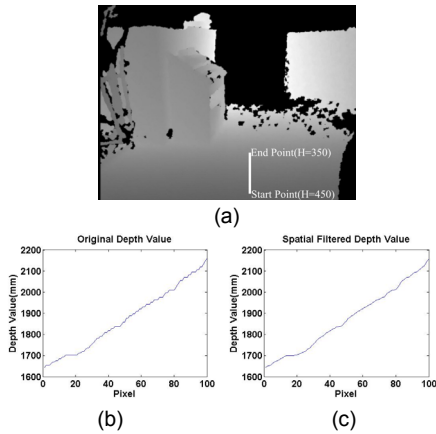 End Point(H=350)
Start Point(H=450)
(a)
Original Depth Value
Depth Value(mm)
2200
2100
2000
1900
1800
1700
1600
0 20 40 60 80 100
Pixel
(b)
Spatial Filtered Depth Value
Depth Value(mm)
2200
2100
2000
1900
1800
1700
1600
0 20 40 60 80 100
Pixel
(c)